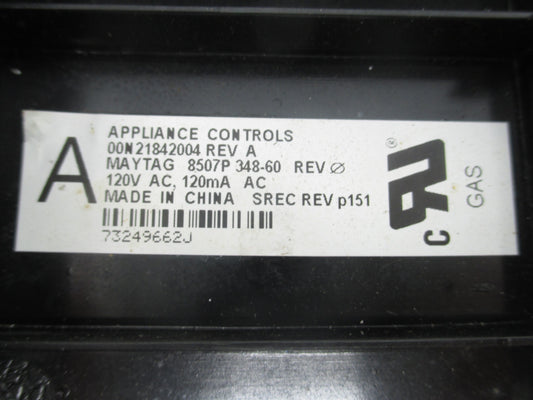 A
APPLIANCE CONTROLS
00N21842004 REV A
MAYTAG 8507P 348-60 REV Ø
120V AC, 120mA AC
MADE IN CHINA SREC REV p151
73249662J
RU
®
C
GAS